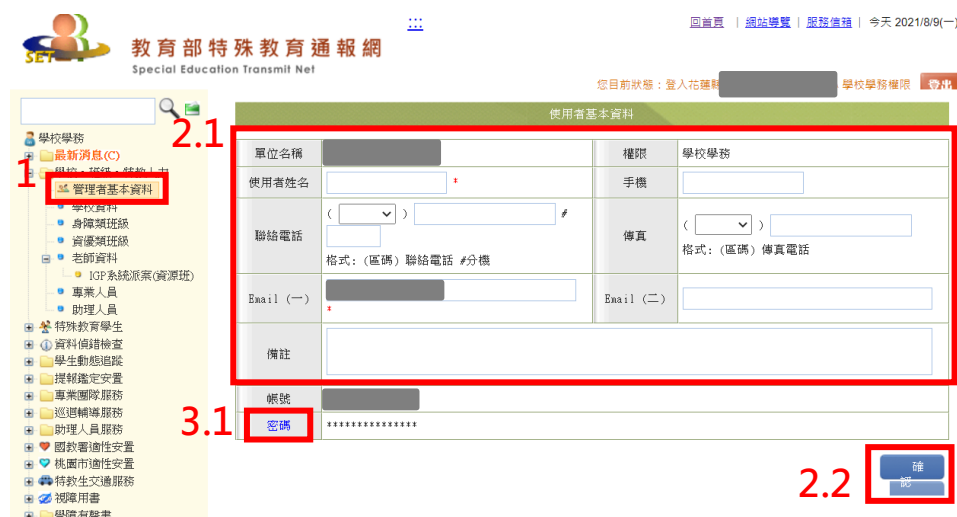 :::
回首頁 | 網站導覽 | 服務信箱 | 今天 2021/8/9(一)
SET
教育部特殊教育通報網
Special Education Transmit Net
您目前狀態：登入花蓮縣 學校學務權限 登出
學校學務
最新消息(C)
1
管理者基本資料
學校資料
身障類班級
資優類班級
老師資料
IGP系統派案(資源班)
專業人員
助理人員
特殊教育學生
資料偵錯檢查
學生動態追蹤
提報鑑定安置
專業團隊服務
巡迴輔導服務
助理人員服務
國教署適性安置
桃園市適性安置
特教生交通服務
視障用書
學障有聲書
2.1
使用者基本資料
單位名稱 權限 學校學務
使用者姓名 * 手機
聯絡電話 ( ) # 傳真 ( )
格式: (區碼) 聯絡電話 #分機 格式: (區碼) 傳真電話
Email (一) * Email (二)
備註
帳號
3.1 密碼 ***************
2.2 確認